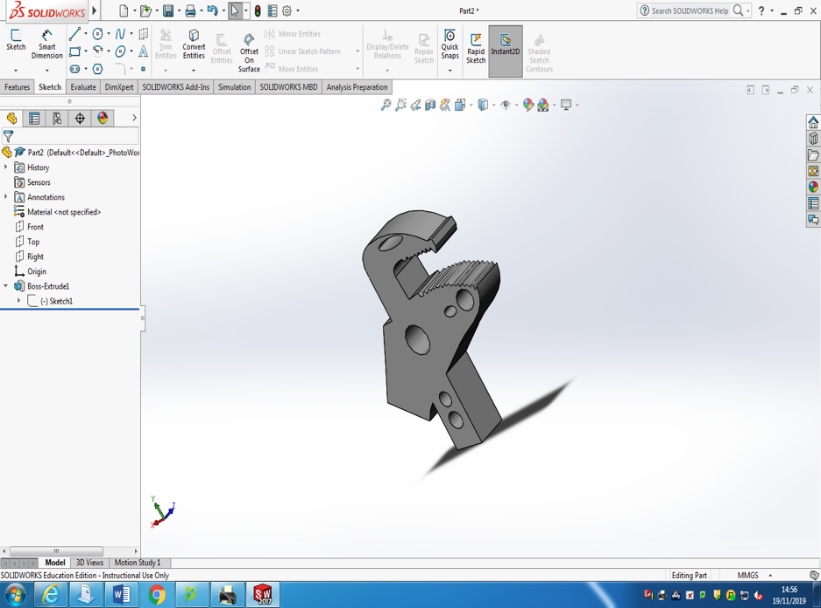 SOLIDWORKS
Part2 *
Search SOLIDWORKS Help
Sketch
Smart Dimension
Trim Entities
Convert Entities
Offset Entities
Offset On Surface
Mirror Entities
Linear Sketch Pattern
Move Entities
Display/Delete Relations
Repair Sketch
Quick Snaps
Rapid Sketch
Instant2D
Shaded Sketch Contours
Features Sketch Evaluate DimXpert SOLIDWORKS Add-Ins Simulation SOLIDWORKS MBD Analysis Preparation
Part2 (Default<<Default>_PhotoWor
History
Sensors
Annotations
Material <not specified>
Front
Top
Right
Origin
Boss-Extrude1
(-) Sketch1
Y
Z
X
Model 3D Views Motion Study 1
SOLIDWORKS Education Edition - Instructional Use Only
Editing Part MMGS
14:56
19/11/2019